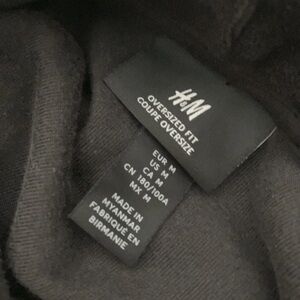 H&M
OVERSIZED FIT
COUPE OVERSIZE
EUR M
US M
CA M
CN 180/100A
MX M
MADE IN
MYANMAR
FABRIQUÉ EN
BIRMANIE